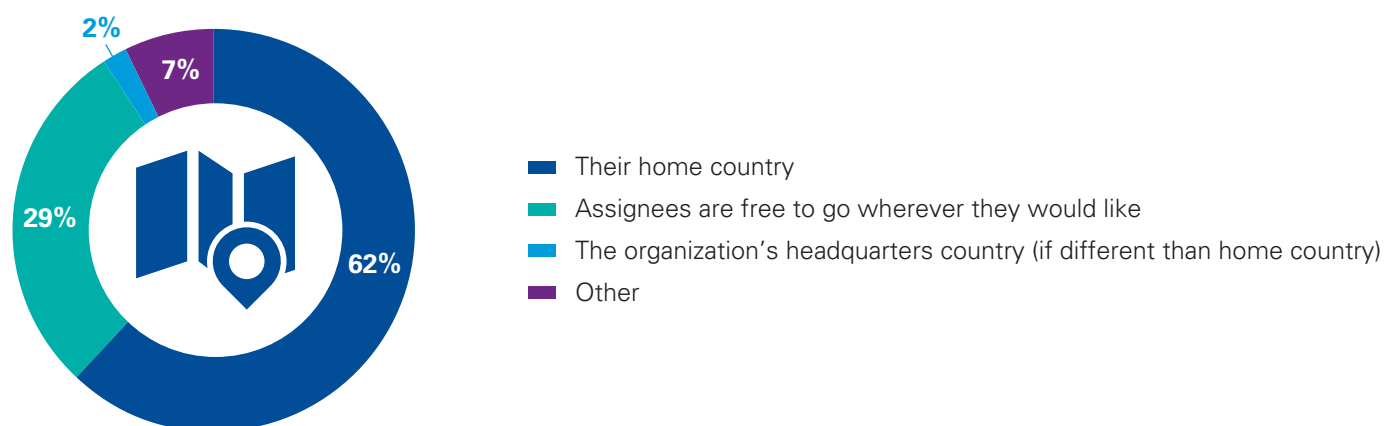 2%
7%
29%
62%
Their home country
Assignees are free to go wherever they would like
The organization’s headquarters country (if different than home country)
Other